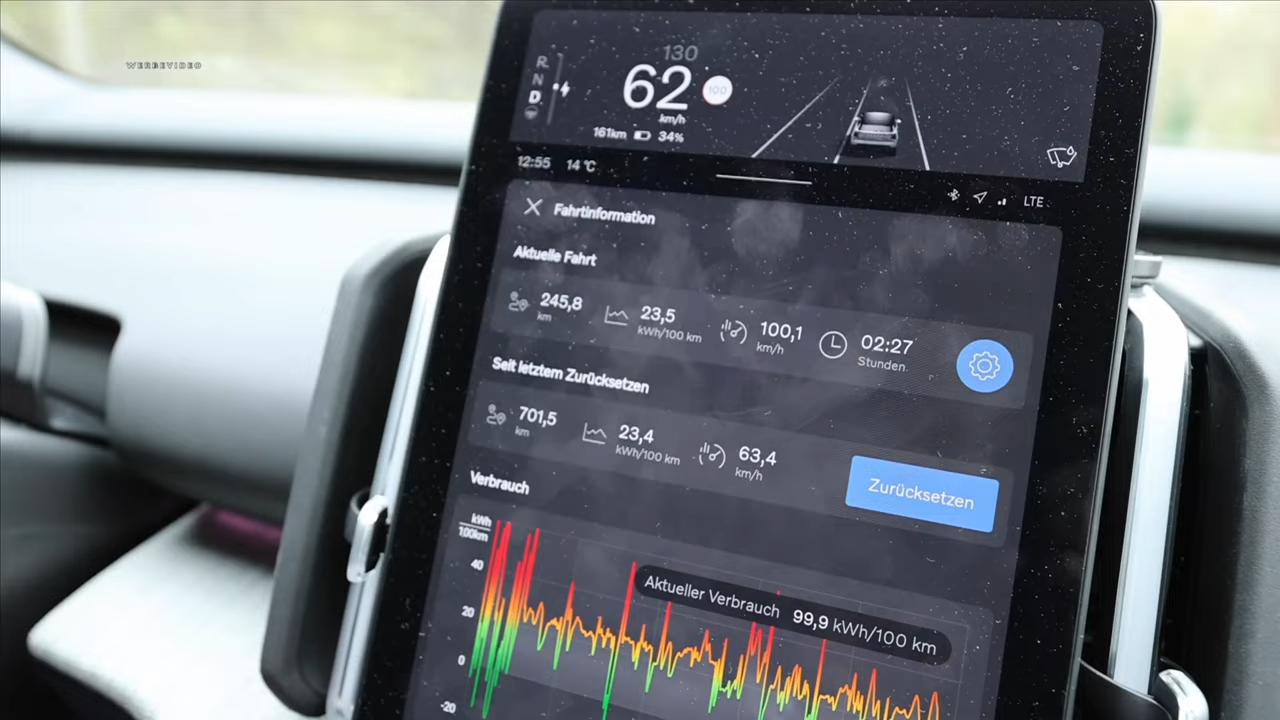 WERBEVIDEO
130
R
N
D
62
100
km/h
161km 34%
12:55 14 °C
LTE
Fahrtinformation
Aktuelle Fahrt
245,8 km
23,5 kWh/100 km
100,1 km/h
02:27 Stunden
Seit letztem Zurücksetzen
701,5 km
23,4 kWh/100 km
63,4 km/h
Zurücksetzen
Verbrauch
kWh
100km
40
20
0
-20
Aktueller Verbrauch 99,9 kWh/100 km